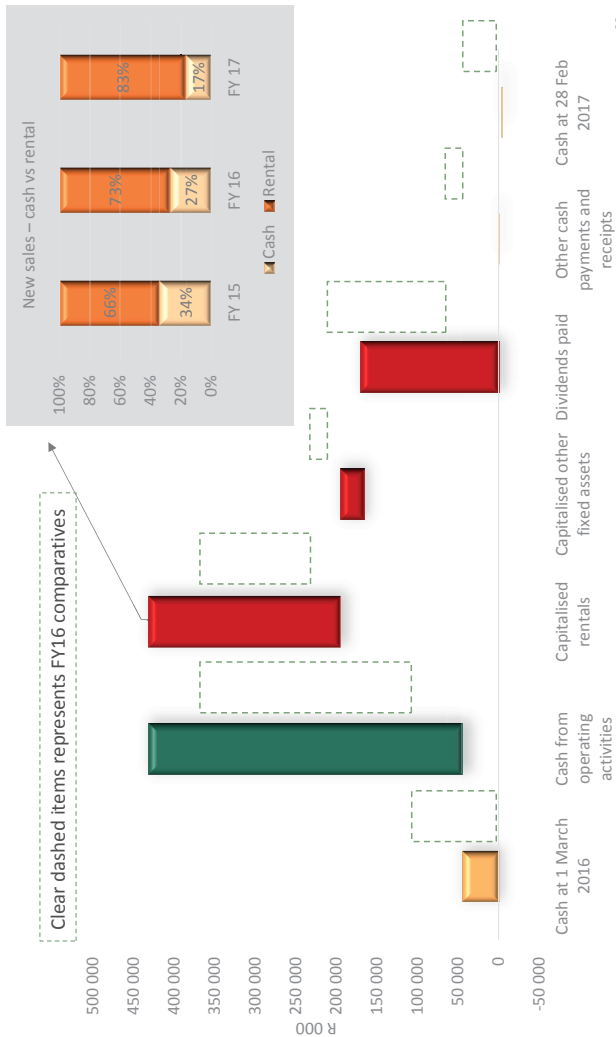 Clear dashed items represents FY16 comparatives
New sales – cash vs rental
100%
80%
60%
40%
20%
0%
66%
34%
73%
27%
83%
17%
FY 15
FY 16
FY 17
Cash
Rental
R 000
500 000
450 000
400 000
350 000
300 000
250 000
200 000
150 000
100 000
50 000
0
-50 000
Cash at 1 March
2016
Cash from
operating
activities
Capitalised
rentals
Capitalised other
fixed assets
Dividends paid
Other cash
payments and
receipts
Cash at 28 Feb
2017